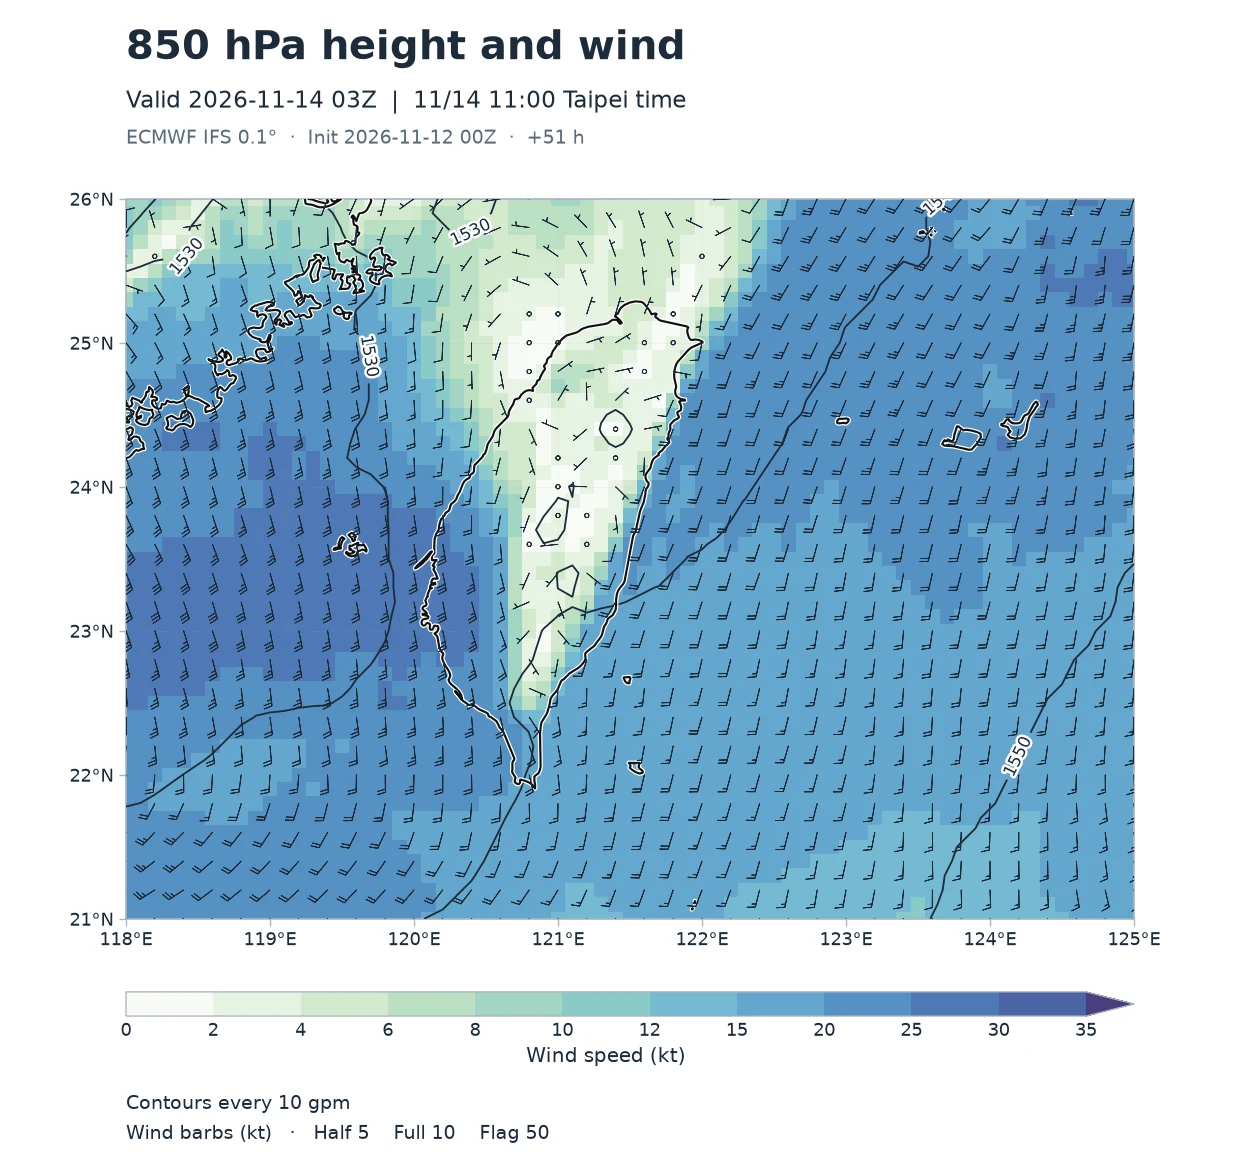 850 hPa height and wind
Valid 2026-11-14 03Z | 11/14 11:00 Taipei time
ECMWF IFS 0.1° · Init 2026-11-12 00Z · +51 h
26°N
25°N
24°N
23°N
22°N
21°N
118°E 119°E 120°E 121°E 122°E 123°E 124°E 125°E
1530
1530
1530
15
1550
0 2 4 6 8 10 12 15 20 25 30 35
Wind speed (kt)
Contours every 10 gpm
Wind barbs (kt) · Half 5 Full 10 Flag 50